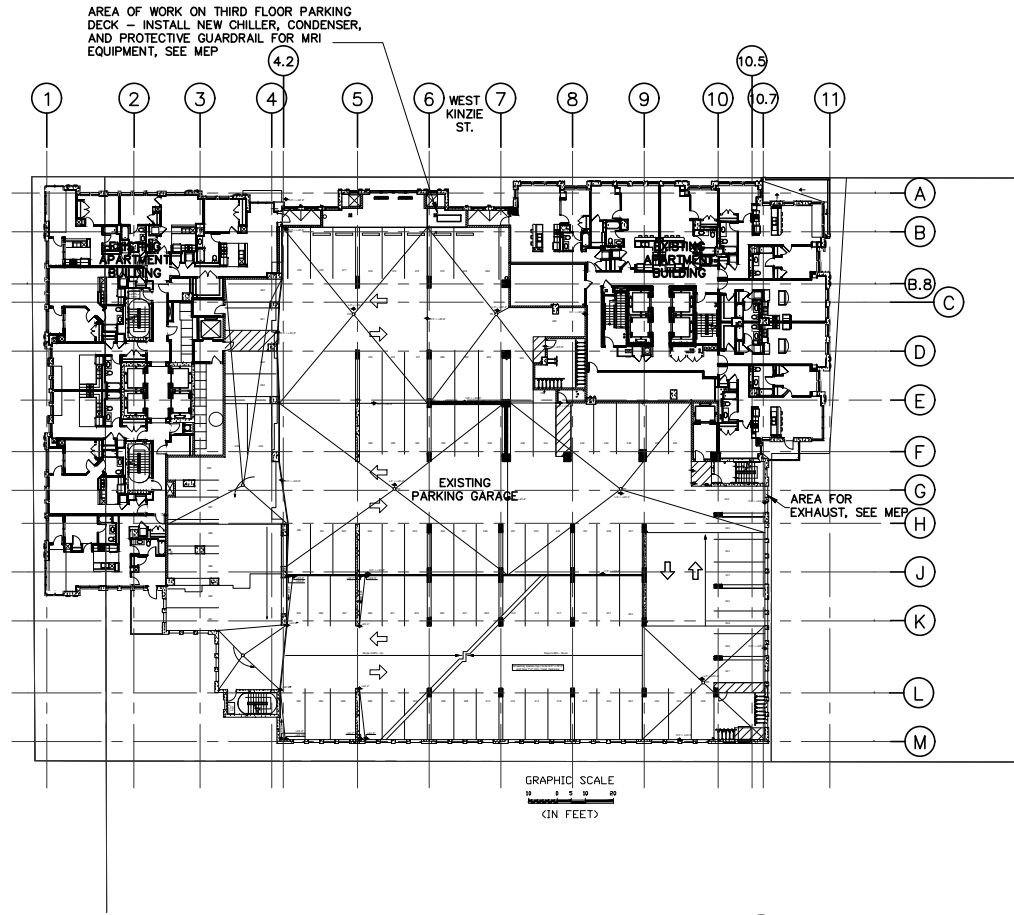 AREA OF WORK ON THIRD FLOOR PARKING
DECK – INSTALL NEW CHILLER, CONDENSER,
AND PROTECTIVE GUARDRAIL FOR MRI
EQUIPMENT, SEE MEP
4.2
10.5
1
2
3
4
5
6
WEST
KINZIE
ST.
7
8
9
10
10.7
11
A
B
EXISTING
APARTMENT
BUILDING
EXISTING
APARTMENT
BUILDING
B.8
C
D
E
F
EXISTING
PARKING GARAGE
G
AREA FOR
EXHAUST, SEE MEP
H
J
K
L
M
GRAPHIC SCALE
10 0 5 10 20
(IN FEET)